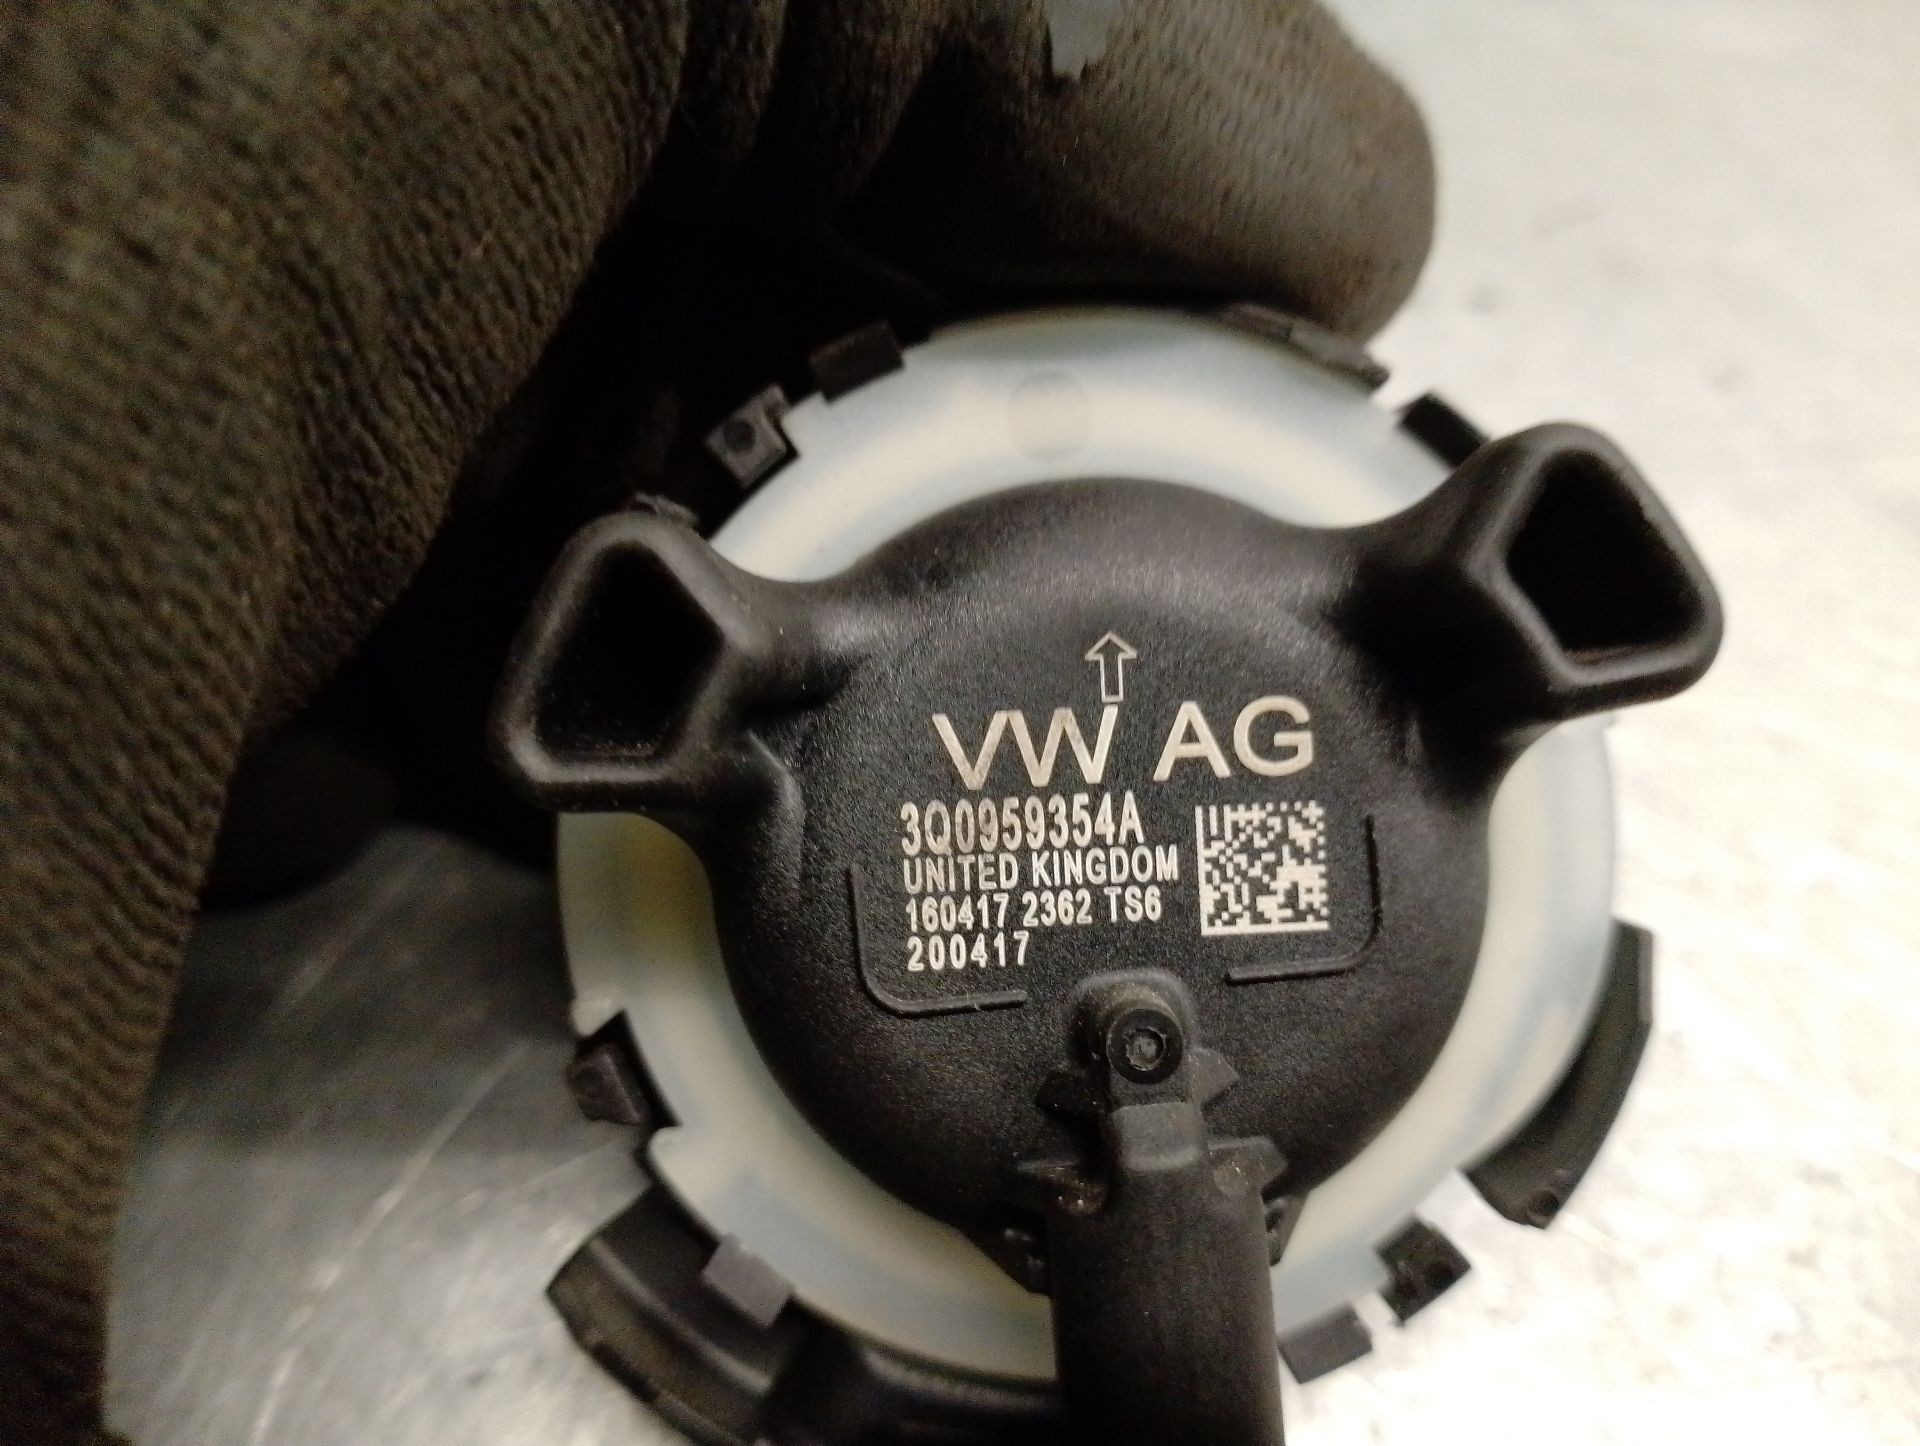 VW AG
3Q0959354A
UNITED KINGDOM
160417 2362 TS6
200417